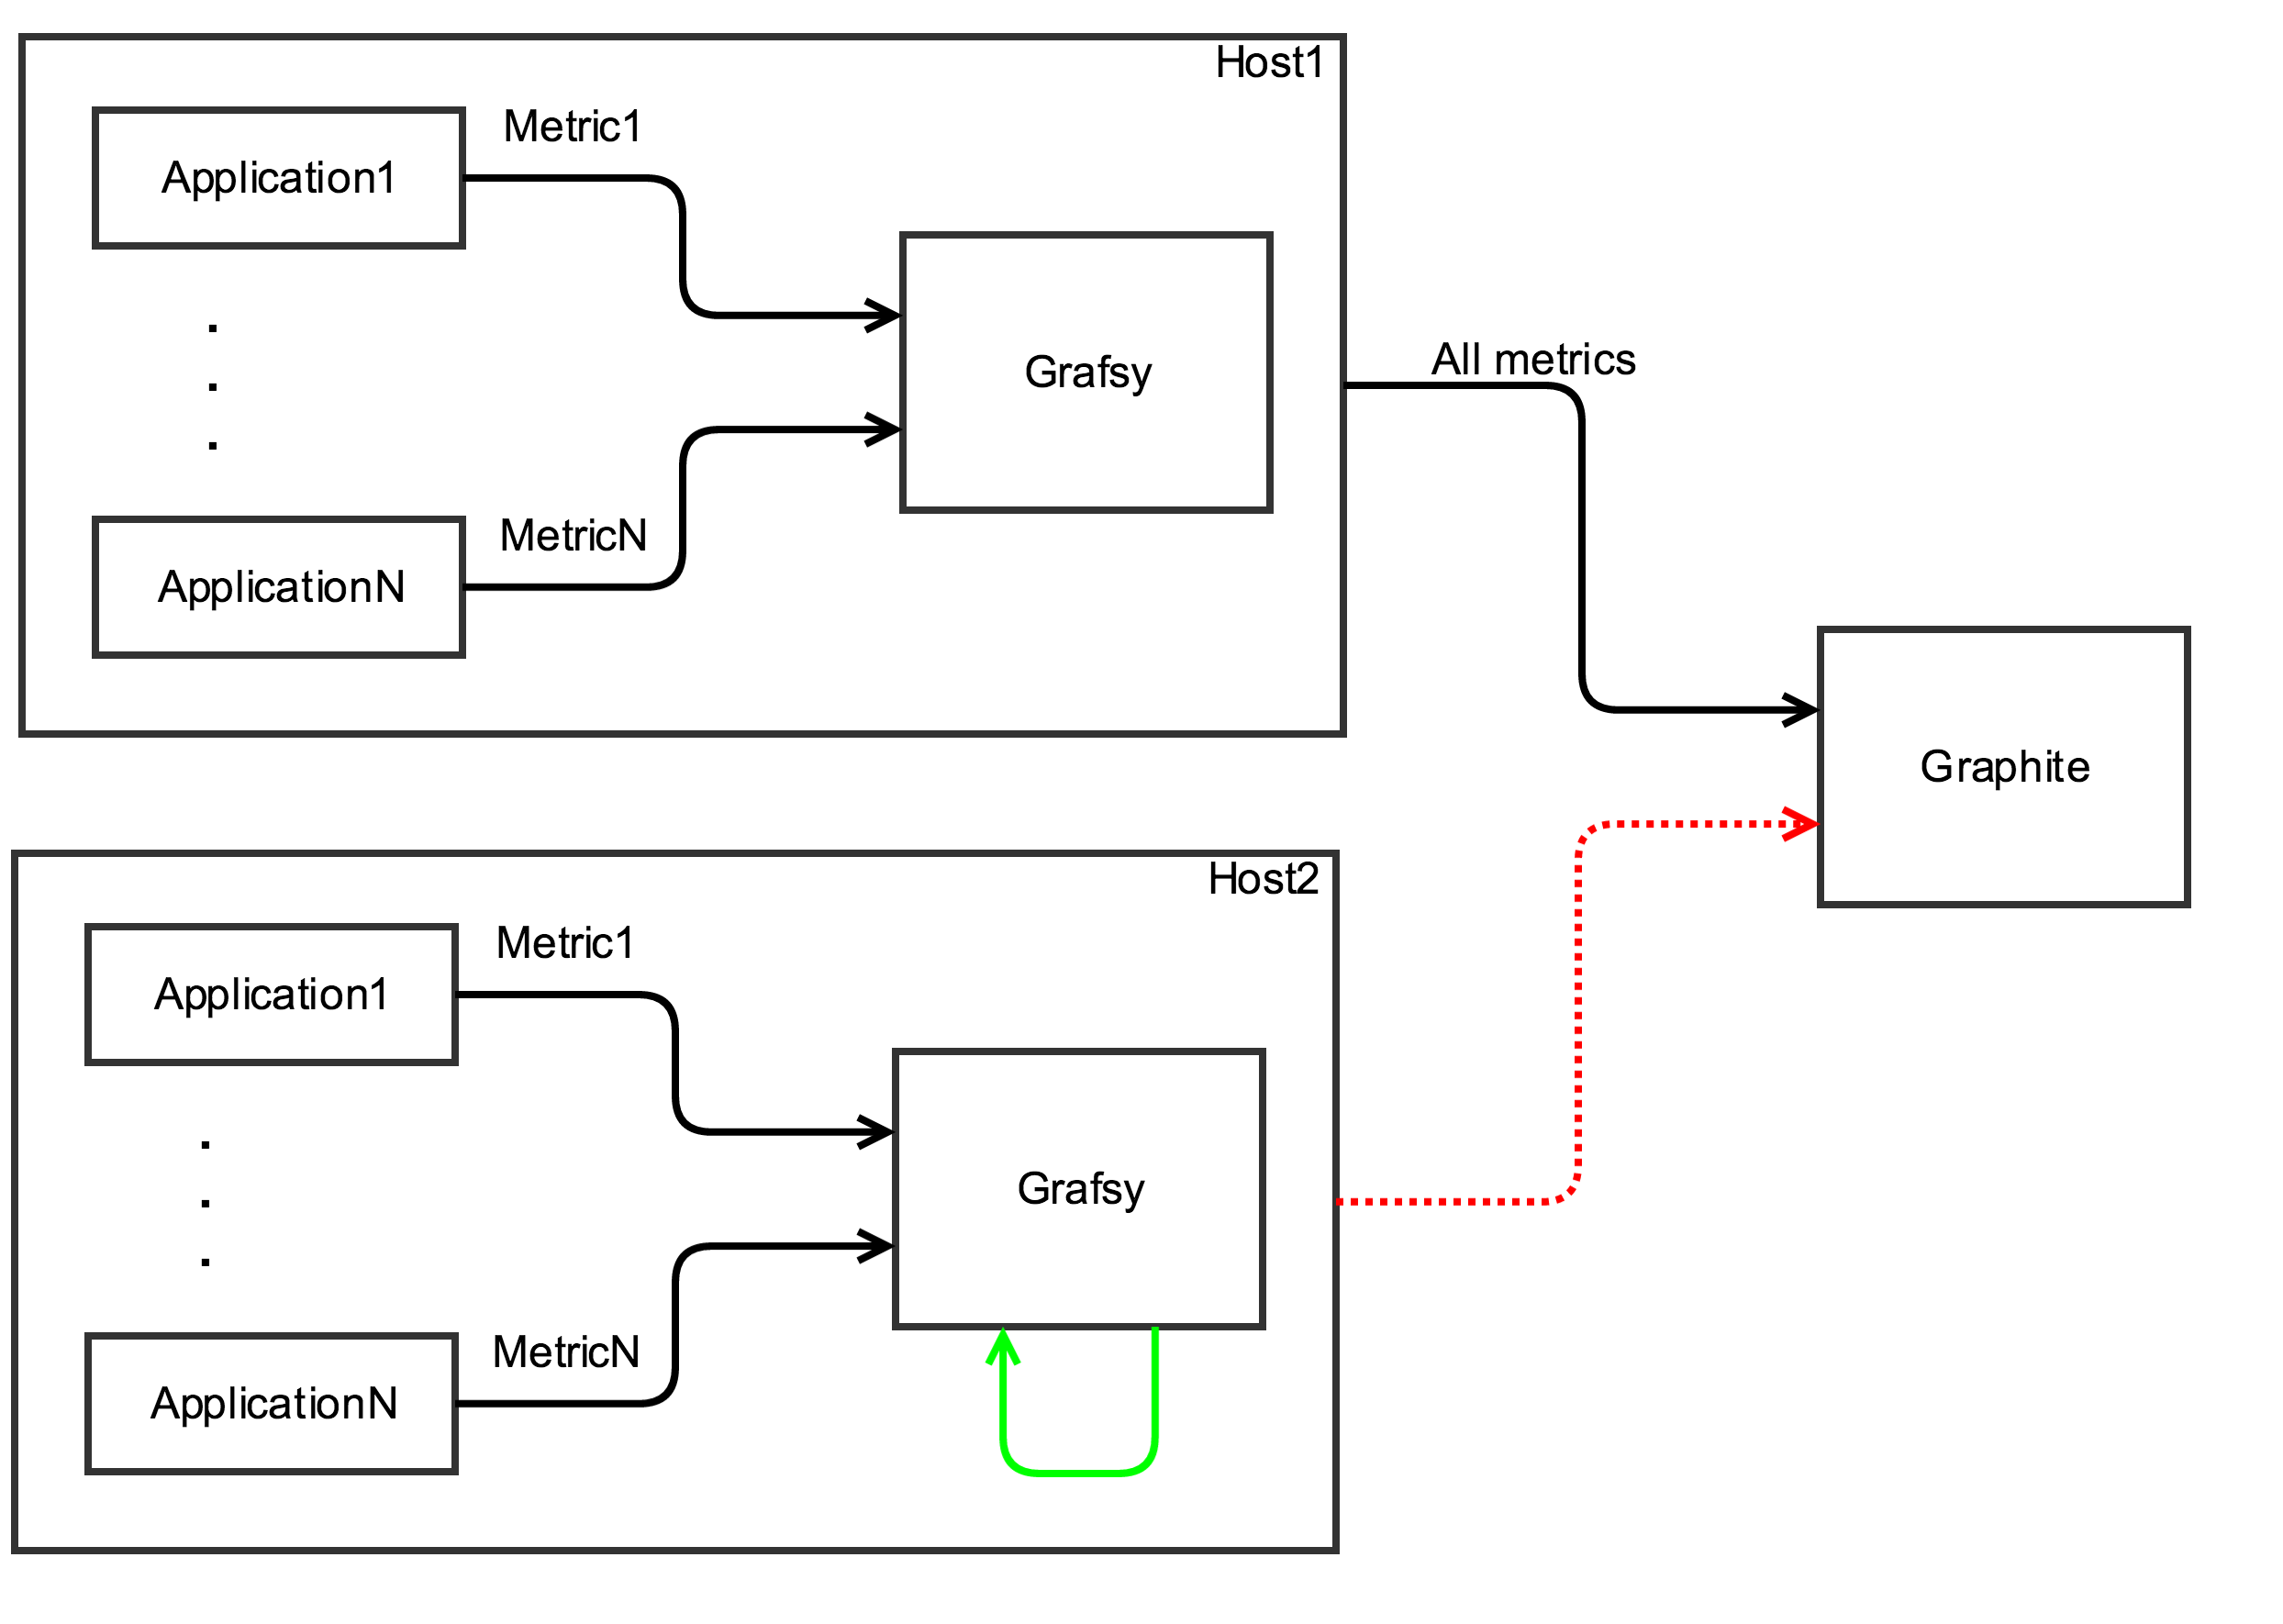 Host1
Metric1
Application1
.
.
.
Grafsy
All metrics
MetricN
ApplicationN
Graphite
Host2
Metric1
Application1
.
.
.
Grafsy
MetricN
ApplicationN